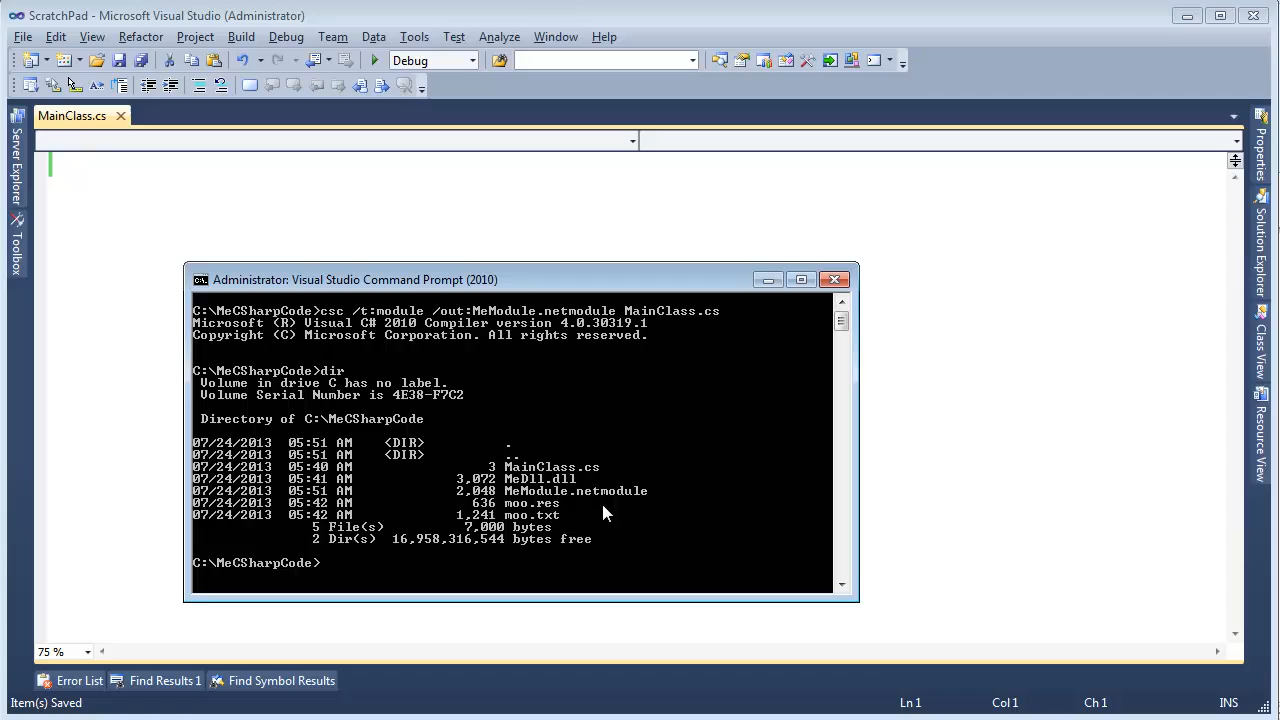 ScratchPad - Microsoft Visual Studio (Administrator)
File Edit View Refactor Project Build Debug Team Data Tools Test Analyze Window Help
Debug
MainClass.cs
Server Explorer
Toolbox
Properties
Solution Explorer
Class View
Resource View
Administrator: Visual Studio Command Prompt (2010)
C:\MeCSharpCode>csc /t:module /out:MeModule.netmodule MainClass.cs
Microsoft (R) Visual C# 2010 Compiler version 4.0.30319.1
Copyright (C) Microsoft Corporation. All rights reserved.
C:\MeCSharpCode>dir
Volume in drive C has no label.
Volume Serial Number is 4E38-F7C2
Directory of C:\MeCSharpCode
07/24/2013 05:51 AM <DIR> .
07/24/2013 05:51 AM <DIR> ..
07/24/2013 05:40 AM 3 MainClass.cs
07/24/2013 05:41 AM 3,072 MeDll.dll
07/24/2013 05:51 AM 2,048 MeModule.netmodule
07/24/2013 05:42 AM 636 moo.res
07/24/2013 05:42 AM 1,241 moo.txt
5 File(s) 7,000 bytes
2 Dir(s) 16,958,316,544 bytes free
C:\MeCSharpCode>
75 %
Error List Find Results 1 Find Symbol Results
Item(s) Saved Ln 1 Col 1 Ch 1 INS